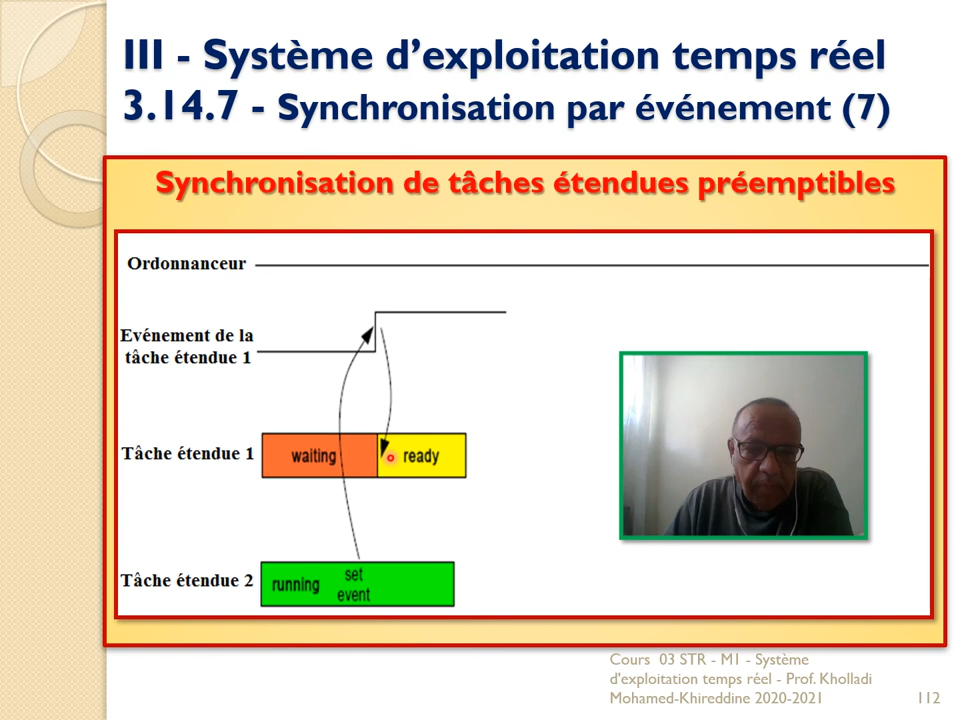 III - Système d'exploitation temps réel
3.14.7 - Synchronisation par événement (7)
Synchronisation de tâches étendues préemptibles
Ordonnanceur
Evénement de la
tâche étendue 1
Tâche étendue 1
waiting
ready
Tâche étendue 2
running
set
event
Cours 03 STR - M1 - Système
d'exploitation temps réel - Prof. Kholladi
Mohamed-Khireddine 2020-2021
112